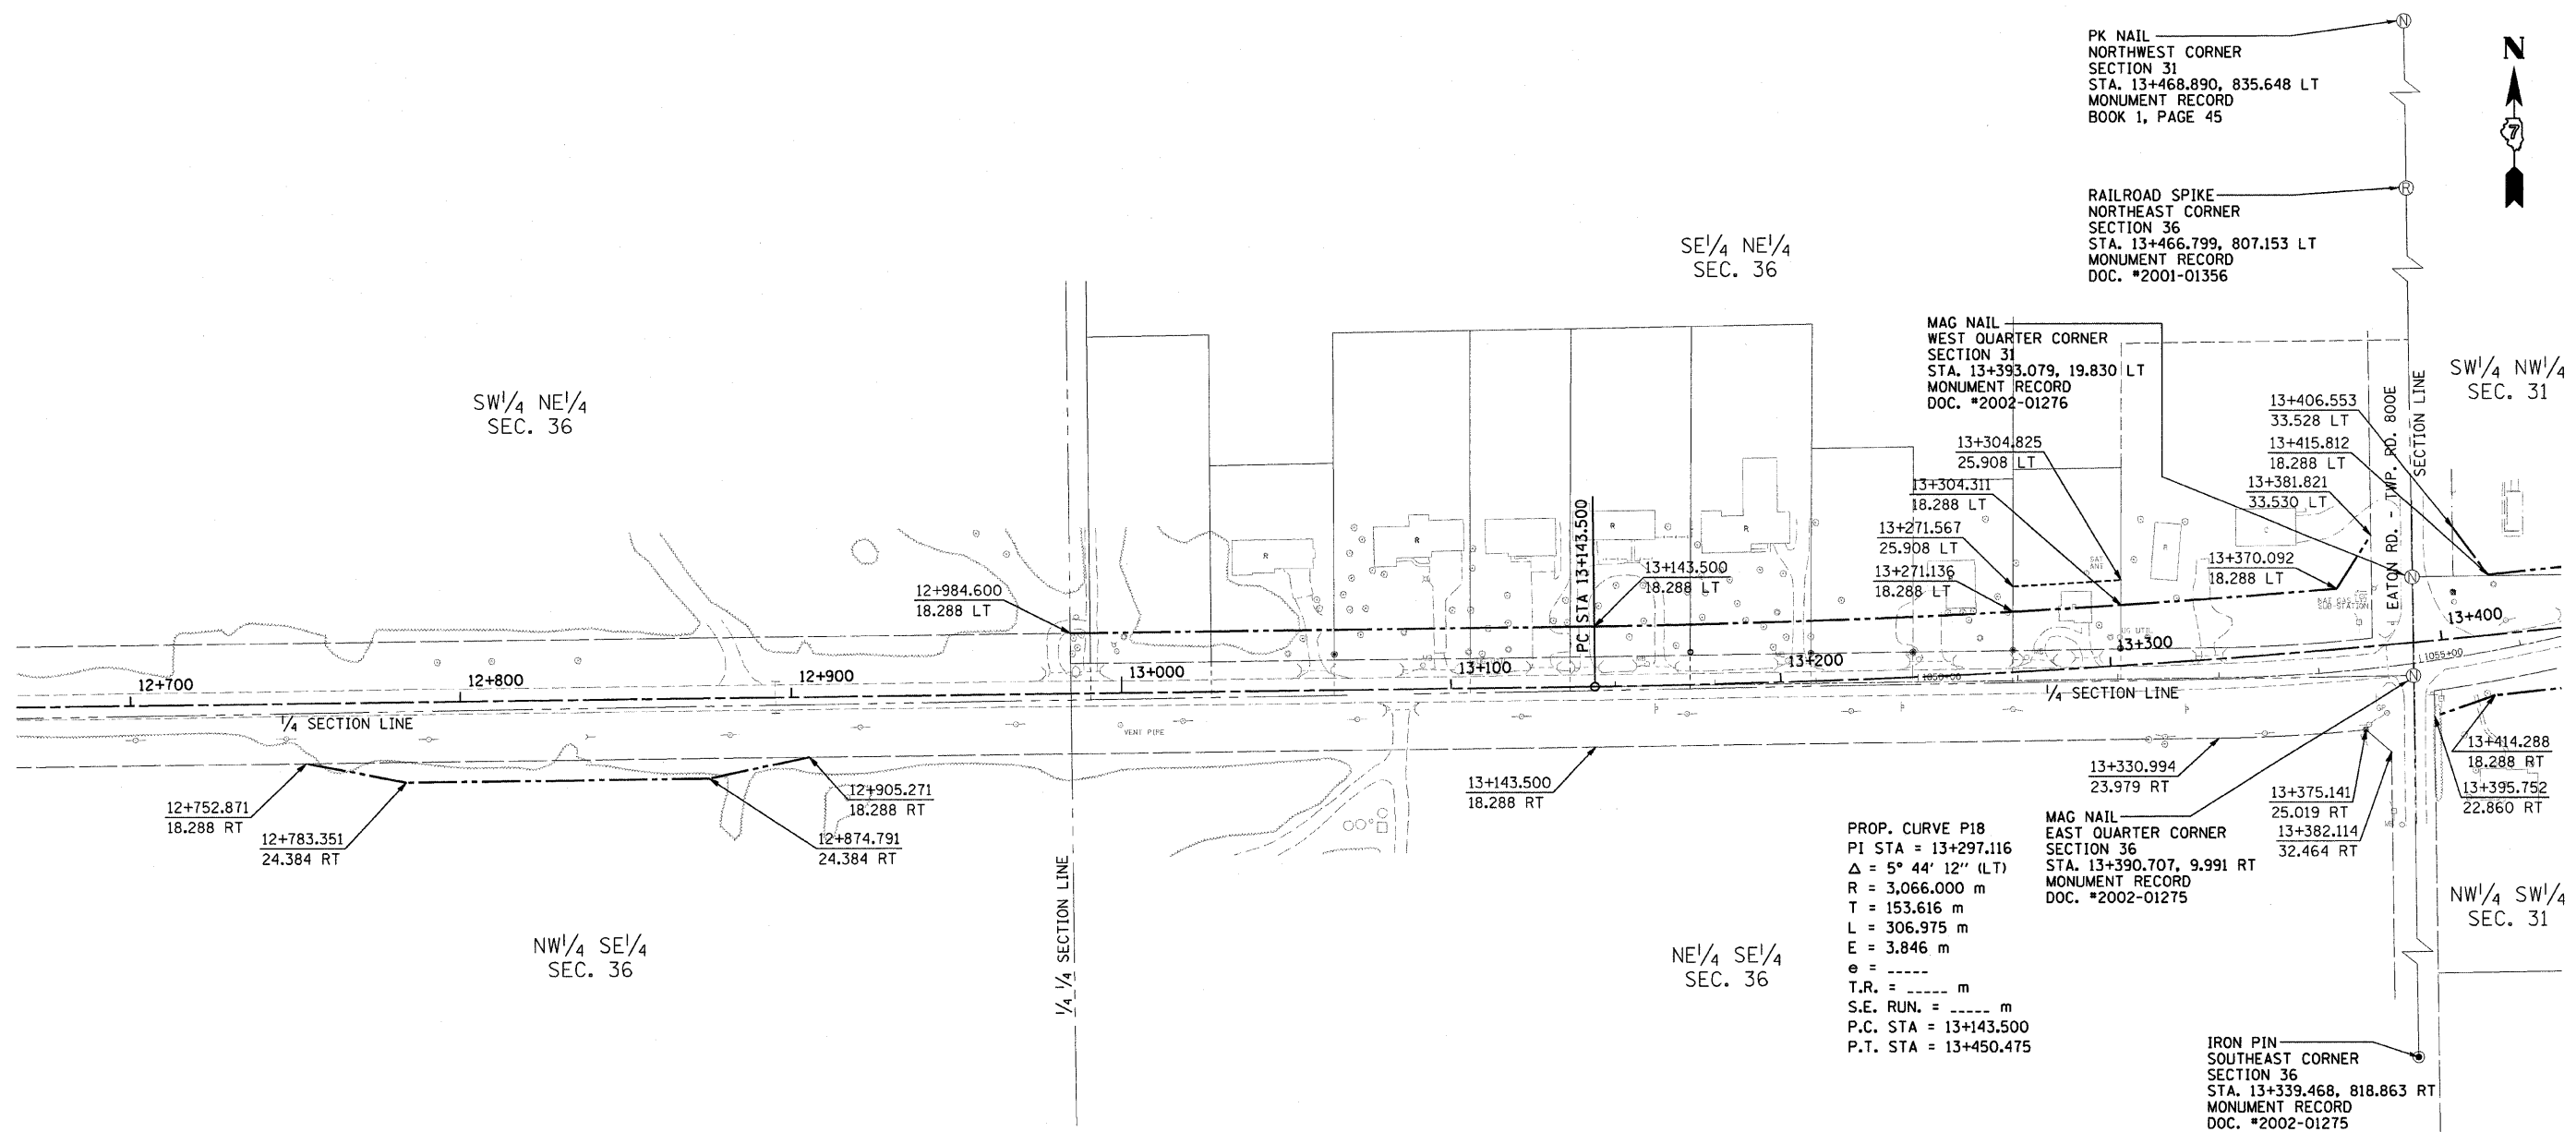 PK NAIL
NORTHWEST CORNER
SECTION 31
STA. 13+468.890, 835.648 LT
MONUMENT RECORD
BOOK 1, PAGE 45
N
N
7
RAILROAD SPIKE
NORTHEAST CORNER
SECTION 36
STA. 13+466.799, 807.153 LT
MONUMENT RECORD
DOC. #2001-01356
R
SE1/4 NE1/4
SEC. 36
MAG NAIL
WEST QUARTER CORNER
SECTION 31
STA. 13+393.079, 19.830 LT
MONUMENT RECORD
DOC. #2002-01276
SW1/4 NW1/4
SEC. 31
SW1/4 NE1/4
SEC. 36
13+406.553
33.528 LT
13+415.812
18.288 LT
13+381.821
33.530 LT
13+370.092
18.288 LT
EATON RD. - TWP. RD. 800E
SECTION LINE
13+304.825
25.908 LT
13+304.311
18.288 LT
13+271.567
25.908 LT
13+271.136
18.288 LT
PC STA 13+143.500
13+143.500
18.288 LT
12+984.600
18.288 LT
R
R
R
R
R
SAT
ANT
NAT GAS
SUB-STATION
N
12+700
12+800
12+900
13+000
13+100
13+200
13+300
13+400
1050+00
1055+00
N
1/4 SECTION LINE
1/4 SECTION LINE
VENT PIPE
12+752.871
18.288 RT
12+783.351
24.384 RT
12+874.791
24.384 RT
12+905.271
18.288 RT
13+143.500
18.288 RT
13+330.994
23.979 RT
13+375.141
25.019 RT
13+382.114
32.464 RT
13+414.288
18.288 RT
13+395.752
22.860 RT
1/4 1/4 SECTION LINE
PROP. CURVE P18
PI STA = 13+297.116
Δ = 5° 44' 12'' (LT)
R = 3,066.000 m
T = 153.616 m
L = 306.975 m
E = 3.846 m
e = -----
T.R. = ----- m
S.E. RUN. = ----- m
P.C. STA = 13+143.500
P.T. STA = 13+450.475
MAG NAIL
EAST QUARTER CORNER
SECTION 36
STA. 13+390.707, 9.991 RT
MONUMENT RECORD
DOC. #2002-01275
NW1/4 SW1/4
SEC. 31
NW1/4 SE1/4
SEC. 36
NE1/4 SE1/4
SEC. 36
IRON PIN
SOUTHEAST CORNER
SECTION 36
STA. 13+339.468, 818.863 RT
MONUMENT RECORD
DOC. #2002-01275